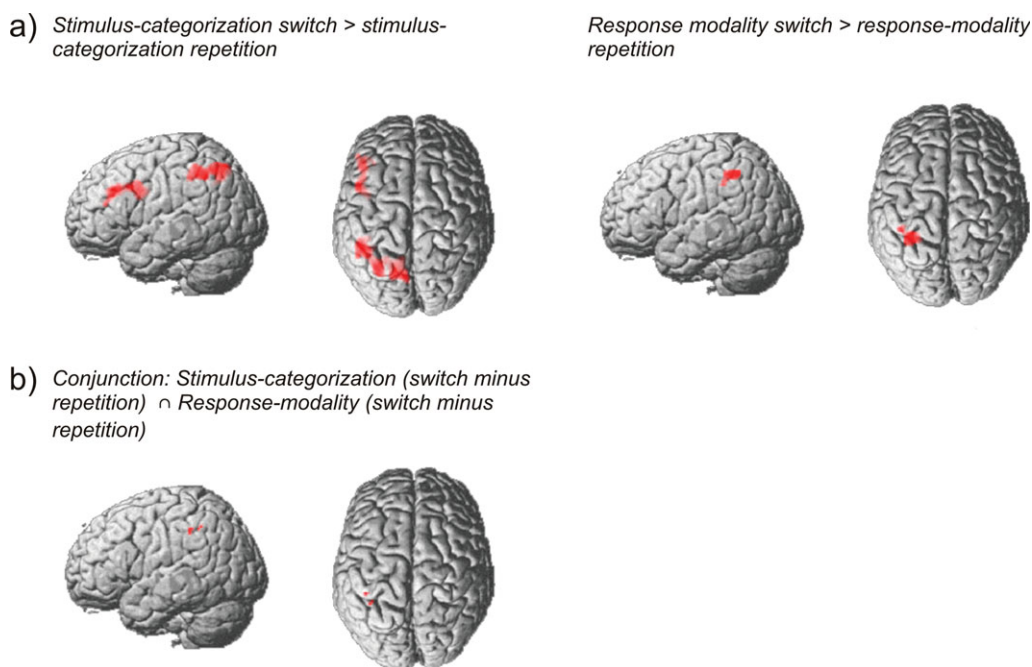 a) Stimulus-categorization switch > stimulus-
categorization repetition
Response modality switch > response-modality
repetition
b) Conjunction: Stimulus-categorization (switch minus
repetition) ∩ Response-modality (switch minus
repetition)